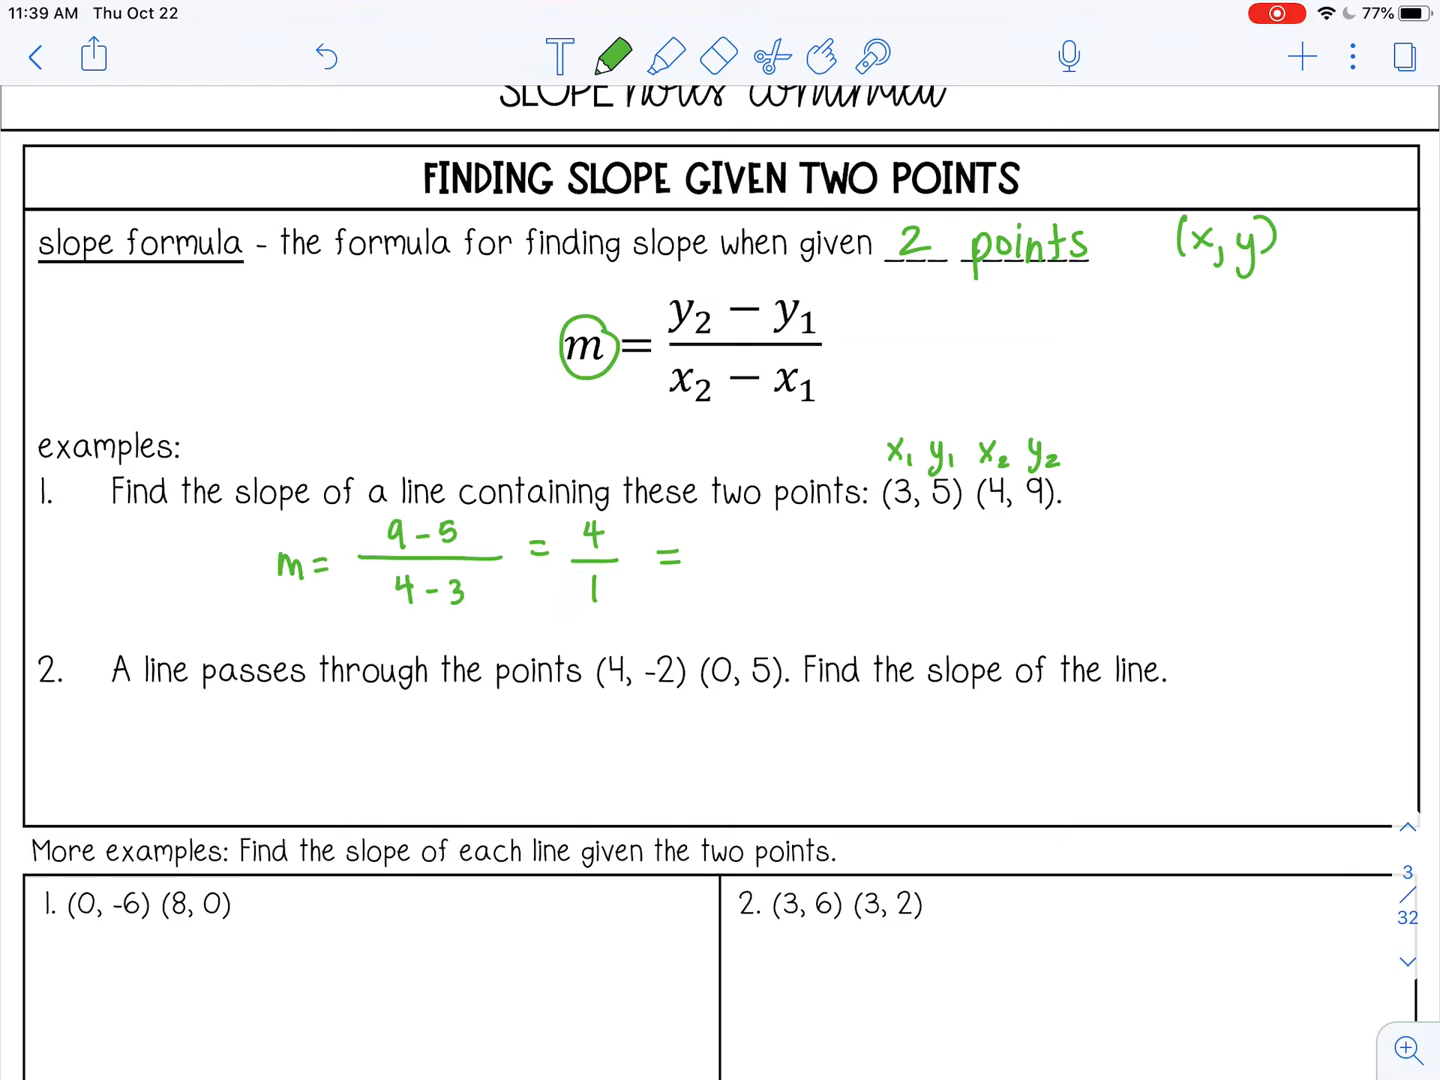 11:39 AM Thu Oct 22 77%
SLOPE notes continued
FINDING SLOPE GIVEN TWO POINTS
slope formula - the formula for finding slope when given 2 points (x, y)
m = y₂ − y₁ / x₂ − x₁
examples:
x₁ y₁ x₂ y₂
1. Find the slope of a line containing these two points: (3, 5) (4, 9).
m = 9 - 5 / 4 - 3 = 4 / 1 =
2. A line passes through the points (4, -2) (0, 5). Find the slope of the line.
More examples: Find the slope of each line given the two points.
1. (0, -6) (8, 0)
2. (3, 6) (3, 2)
3 / 32